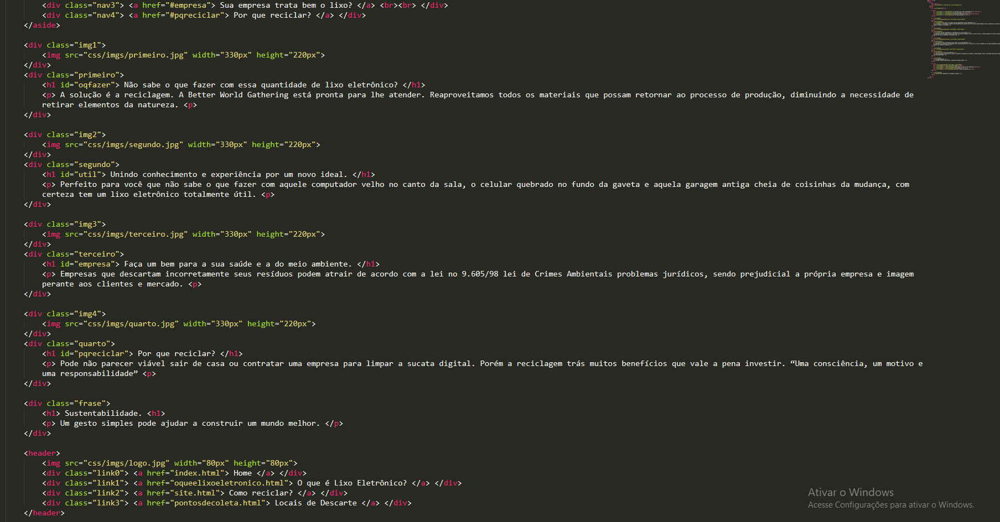 <div class="nav3"> <a href="#empresa"> Sua empresa trata bem o lixo? </a> <br><br> </div>
<div class="nav4"> <a href="#pqreciclar"> Por que reciclar? </a> </div>
</aside>
<div class="img1">
<img src="css/imgs/primeiro.jpg" width="330px" height="220px">
</div>
<div class="primeiro">
<h1 id="oqfazer"> Não sabe o que fazer com essa quantidade de lixo eletrônico? </h1>
<p> A solução é a reciclagem. A Better World Gathering está pronta para lhe atender. Reaproveitamos todos os materiais que possam retornar ao processo de produção, diminuindo a necessidade de
retirar elementos da natureza. <p>
</div>
<div class="img2">
<img src="css/imgs/segundo.jpg" width="330px" height="220px">
</div>
<div class="segundo">
<h1 id="util"> Unindo conhecimento e experiência por um novo ideal. </h1>
<p> Perfeito para você que não sabe o que fazer com aquele computador velho no canto da sala, o celular quebrado no fundo da gaveta e aquela garagem antiga cheia de coisinhas da mudança, com
certeza tem um lixo eletrônico totalmente útil. <p>
</div>
<div class="img3">
<img src="css/imgs/terceiro.jpg" width="330px" height="220px">
</div>
<div class="terceiro">
<h1 id="empresa"> Faça um bem para a sua saúde e a do meio ambiente. </h1>
<p> Empresas que descartam incorretamente seus resíduos podem atrair de acordo com a lei no 9.605/98 lei de Crimes Ambientais problemas jurídicos, sendo prejudicial a própria empresa e imagem
perante aos clientes e mercado. <p>
</div>
<div class="img4">
<img src="css/imgs/quarto.jpg" width="330px" height="220px">
</div>
<div class="quarto">
<h1 id="pqreciclar"> Por que reciclar? </h1>
<p> Pode não parecer viável sair de casa ou contratar uma empresa para limpar a sucata digital. Porém a reciclagem trás muitos benefícios que vale a pena investir. “Uma consciência, um motivo e
uma responsabilidade” <p>
</div>
<div class="frase">
<h1> Sustentabilidade. <h1>
<p> Um gesto simples pode ajudar a construir um mundo melhor. </p>
</div>
<header>
<img src="css/imgs/logo.jpg" width="80px" height="80px">
<div class="link0"> <a href="index.html"> Home </a> </div>
<div class="link1"> <a href="oqueelixoeletronico.html"> O que é Lixo Eletrônico? </a> </div>
<div class="link2"> <a href="site.html"> Como reciclar? </a> </div>
<div class="link3"> <a href="pontosdecoleta.html"> Locais de Descarte </a> </div>
</header>
Ativar o Windows
Acesse Configurações para ativar o Windows.